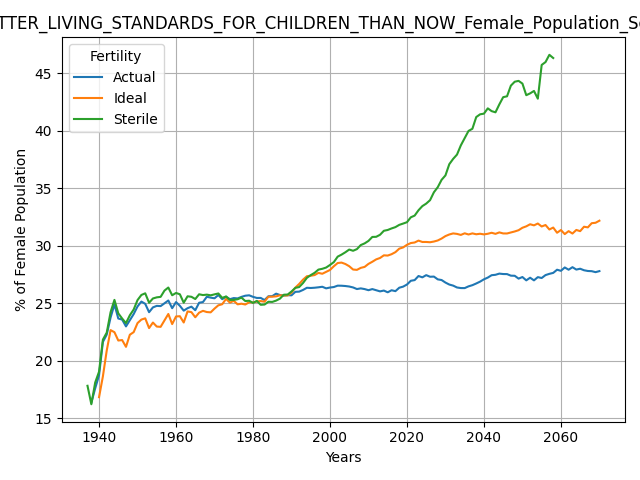 TTER_LIVING_STANDARDS_FOR_CHILDREN_THAN_NOW_Female_Population_S
Fertility
Actual
Ideal
Sterile
% of Female Population
45
40
35
30
25
20
15
1940
1960
1980
2000
2020
2040
2060
Years